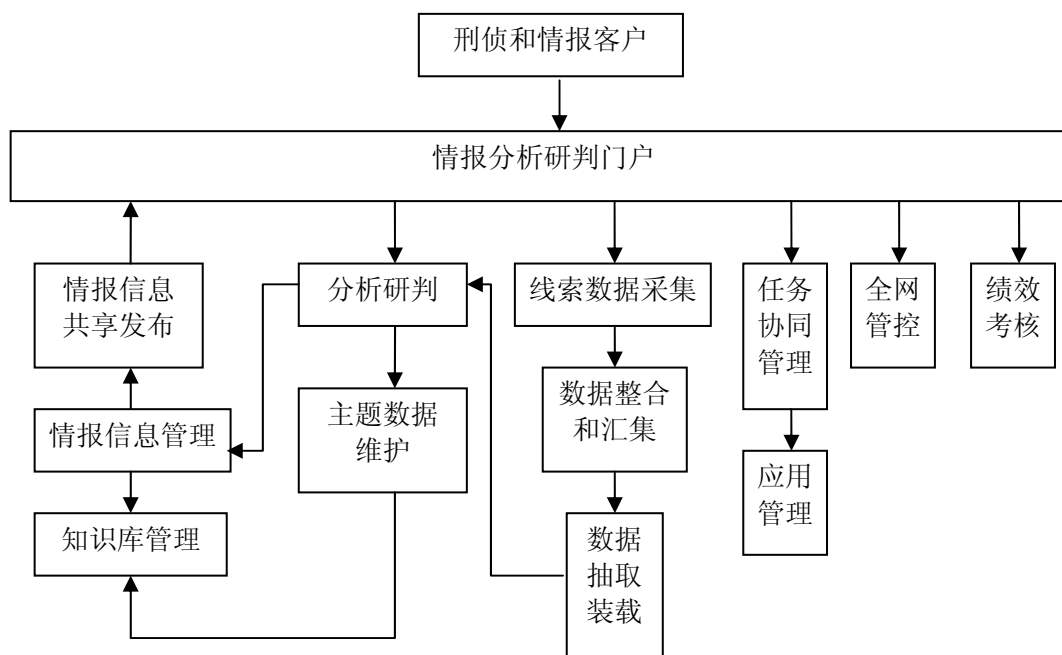 刑侦和情报客户
情报分析研判门户
情报信息
共享发布
分析研判
线索数据采集
任务
协同
管理
全网
管控
绩效
考核
情报信息管理
主题数据
维护
数据整合
和汇集
应用
管理
知识库管理
数据
抽取
装载